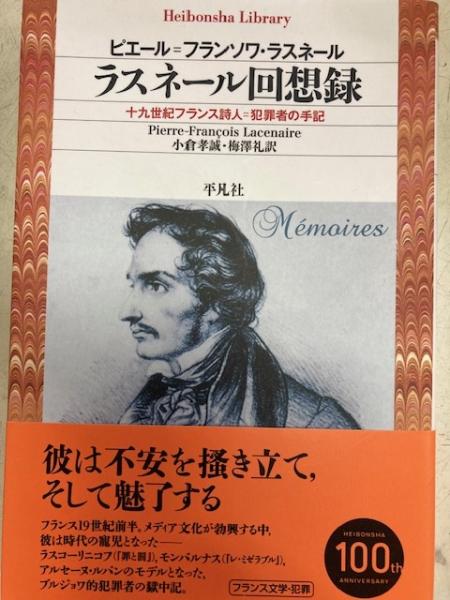 Heibonsha Library
ピエール＝フランソワ・ラスネール
ラスネール回想録
十九世紀フランス詩人＝犯罪者の手記
Pierre-François Lacenaire
小倉孝誠・梅澤礼訳
平凡社
Mémoires
彼は不安を掻き立て，
そして魅了する
フランス19世紀前半。メディア文化が勃興する中，
彼は時代の寵児となった――
ラスコーリニコフ（『罪と罰』），モンパルナス（『レ・ミゼラブル』），
アルセーヌ・ルパンのモデルとなった，
ブルジョワ的犯罪者の獄中記。
フランス文学・犯罪
HEIBONSHA
100th
ANNIVERSARY